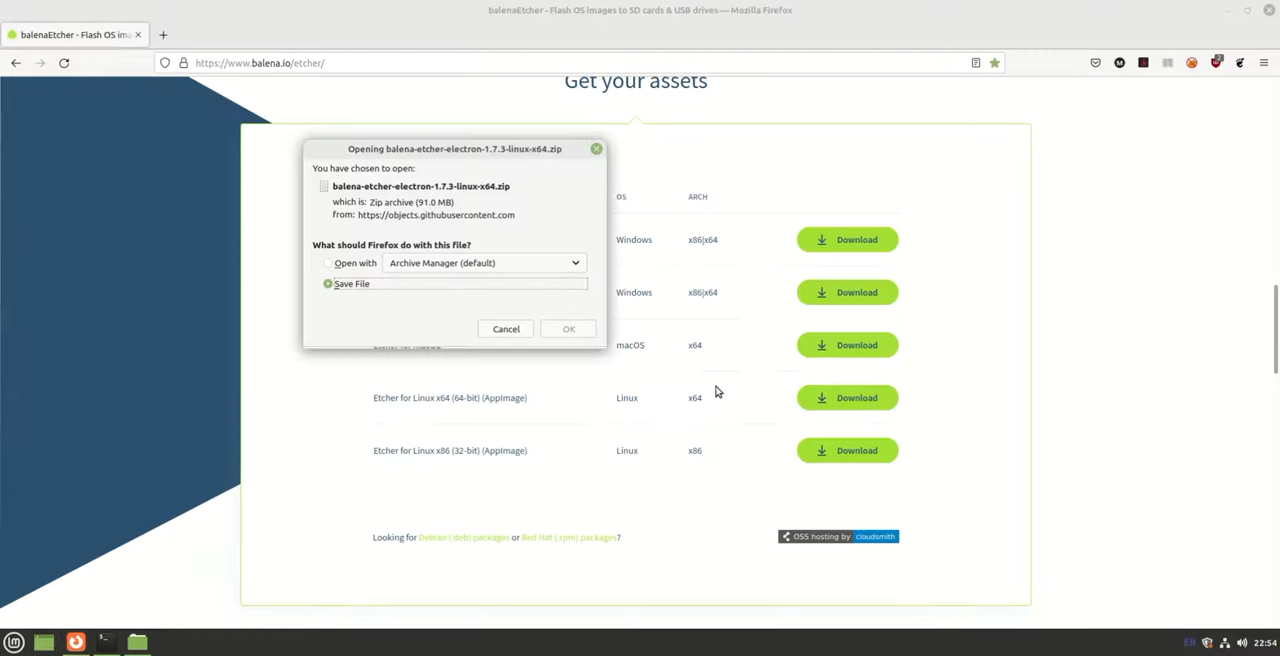 balenaEtcher - Flash OS images to SD cards & USB drives — Mozilla Firefox
balenaEtcher - Flash OS ima
https://www.balena.io/etcher/
Get your assets
Opening balena-etcher-electron-1.7.3-linux-x64.zip
You have chosen to open:
balena-etcher-electron-1.7.3-linux-x64.zip
which is: Zip archive (91.0 MB)
from: https://objects.githubusercontent.com
What should Firefox do with this file?
Open with Archive Manager (default)
Save File
Cancel OK
OS ARCH
Windows x86|x64 Download
Windows x86|x64 Download
macOS x64 Download
Etcher for Linux x64 (64-bit) (AppImage) Linux x64 Download
Etcher for Linux x86 (32-bit) (AppImage) Linux x86 Download
Looking for Debian (.deb) packages or Red Hat (.rpm) packages?
OSS hosting by cloudsmith
EN 22:54